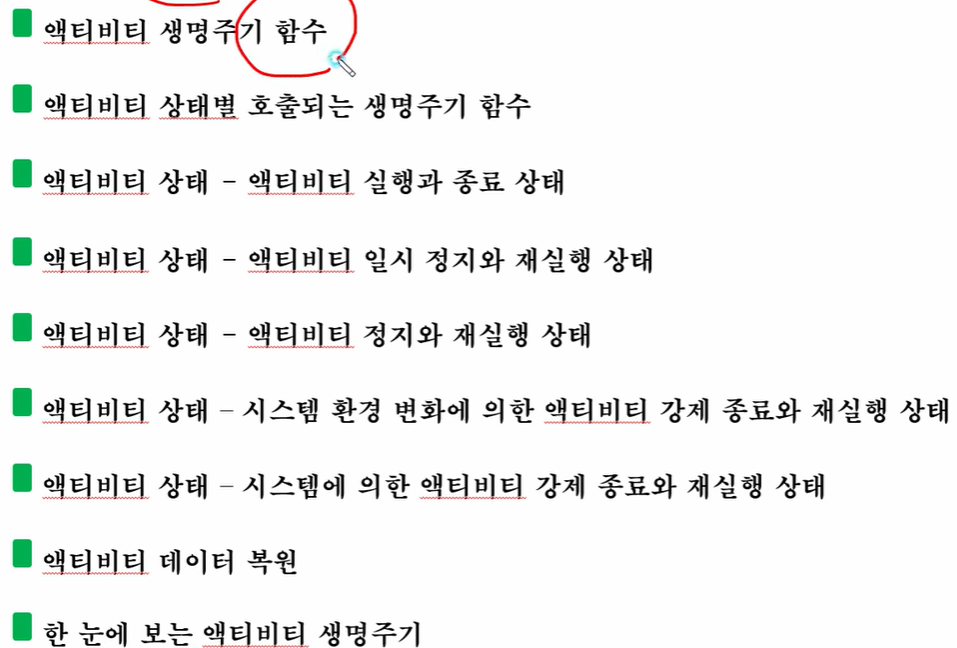 액티비티 생명주기 함수
액티비티 상태별 호출되는 생명주기 함수
액티비티 상태 - 액티비티 실행과 종료 상태
액티비티 상태 - 액티비티 일시 정지와 재실행 상태
액티비티 상태 - 액티비티 정지와 재실행 상태
액티비티 상태 – 시스템 환경 변화에 의한 액티비티 강제 종료와 재실행 상태
액티비티 상태 – 시스템에 의한 액티비티 강제 종료와 재실행 상태
액티비티 데이터 복원
한 눈에 보는 액티비티 생명주기